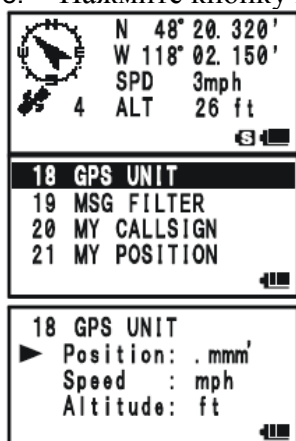 Нажмите кнопку
N 48° 20. 320'
W 118° 02. 150'
SPD 3mph
4 ALT 26 ft
S
18 GPS UNIT
19 MSG FILTER
20 MY CALLSIGN
21 MY POSITION
18 GPS UNIT
Position: . mmm'
Speed : mph
Altitude: ft